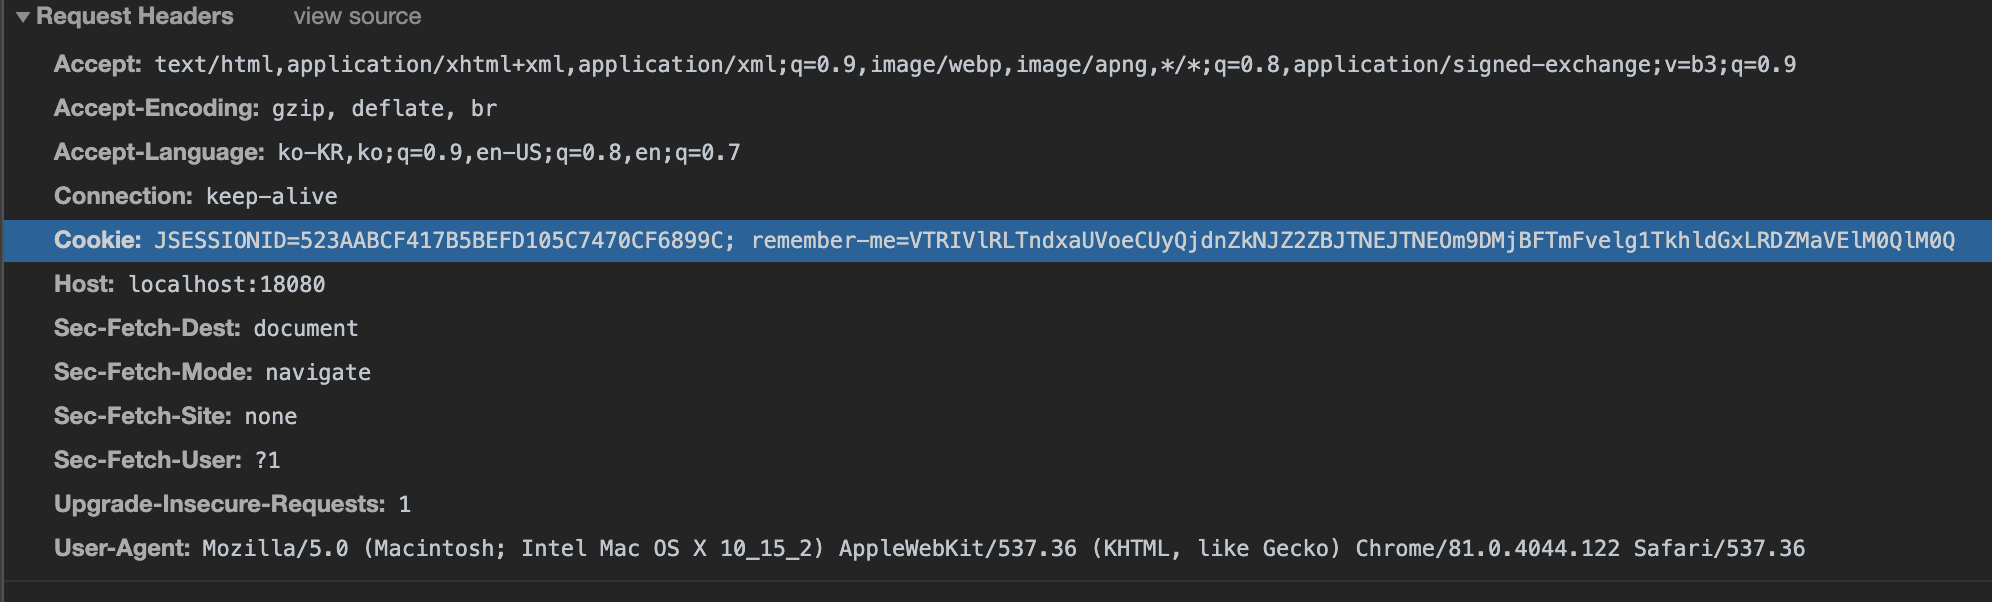 ▼ Request Headers view source
Accept: text/html,application/xhtml+xml,application/xml;q=0.9,image/webp,image/apng,*/*;q=0.8,application/signed-exchange;v=b3;q=0.9
Accept-Encoding: gzip, deflate, br
Accept-Language: ko-KR,ko;q=0.9,en-US;q=0.8,en;q=0.7
Connection: keep-alive
Cookie: JSESSIONID=523AABCF417B5BEFD105C7470CF6899C; remember-me=VTRIVlRLTndxaUVoeCUyQjdnZkNJZ2ZBJTNEJTNEOm9DMjBFTmFvelg1TkhldGxLRDZMaVElM0QlM0Q
Host: localhost:18080
Sec-Fetch-Dest: document
Sec-Fetch-Mode: navigate
Sec-Fetch-Site: none
Sec-Fetch-User: ?1
Upgrade-Insecure-Requests: 1
User-Agent: Mozilla/5.0 (Macintosh; Intel Mac OS X 10_15_2) AppleWebKit/537.36 (KHTML, like Gecko) Chrome/81.0.4044.122 Safari/537.36